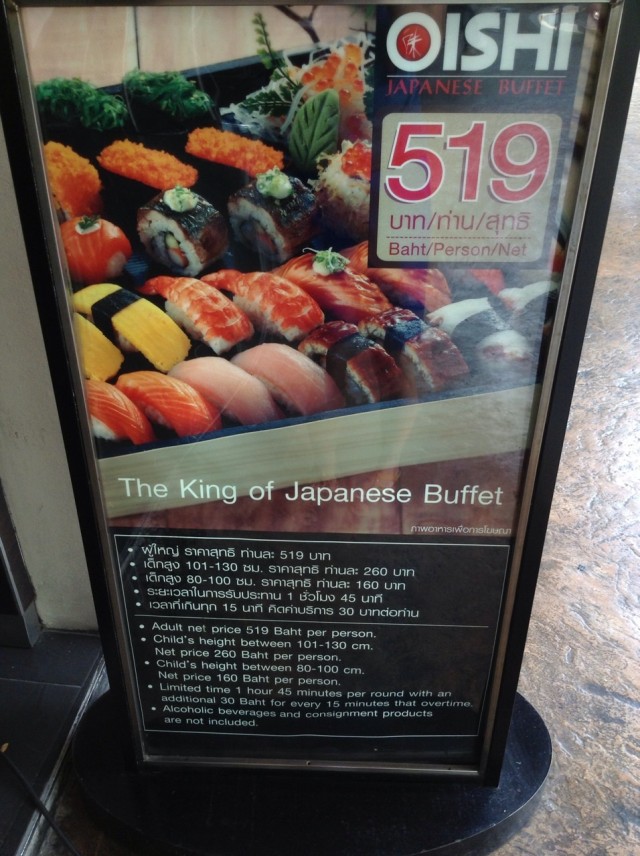 OISHI
JAPANESE BUFFET
519
บาท/ท่าน/สุทธิ
Baht/Person/Net
The King of Japanese Buffet
ภาพอาหารเพื่อการโฆษณา
• ผู้ใหญ่ ราคาสุทธิ ท่านละ 519 บาท
• เด็กสูง 101-130 ซม. ราคาสุทธิ ท่านละ 260 บาท
• เด็กสูง 80-100 ซม. ราคาสุทธิ ท่านละ 160 บาท
• ระยะเวลาในการรับประทาน 1 ชั่วโมง 45 นาที
• เวลาที่เกินทุก 15 นาที คิดค่าบริการ 30 บาทต่อท่าน
• Adult net price 519 Baht per person.
• Child's height between 101-130 cm.
Net price 260 Baht per person.
• Child's height between 80-100 cm.
Net price 160 Baht per person.
• Limited time 1 hour 45 minutes per round with an
additional 30 Baht for every 15 minutes that overtime.
• Alcoholic beverages and consignment products
are not included.